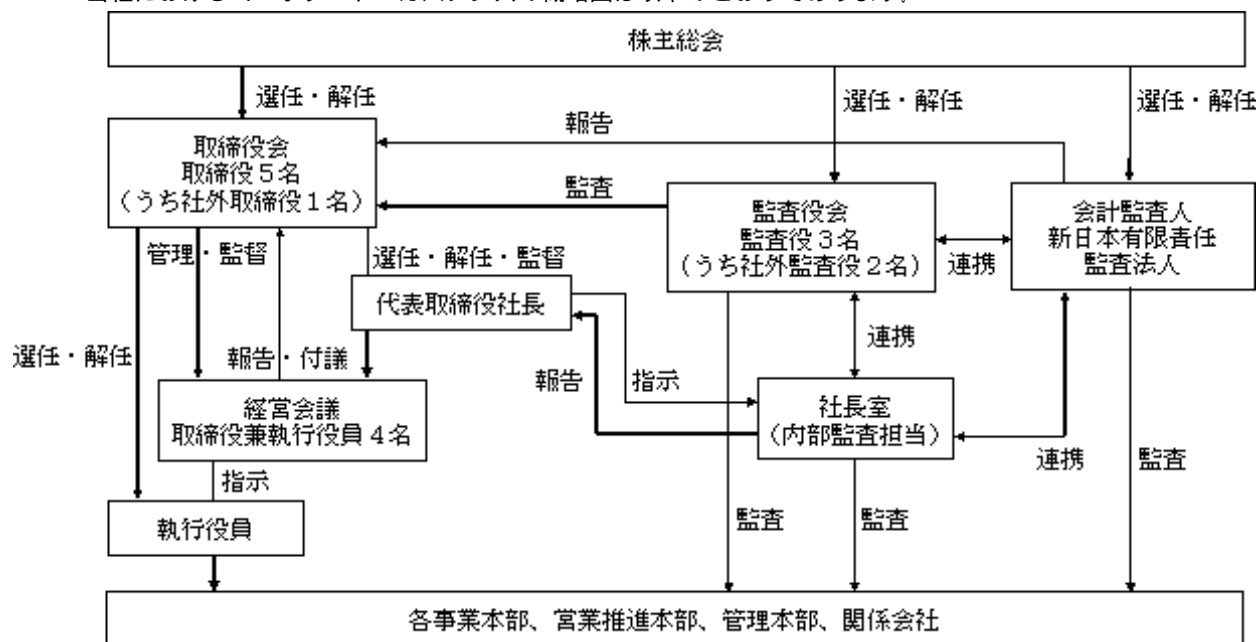 株主総会
選任・解任
選任・解任
選任・解任
報告
取締役会
取締役5名
(うち社外取締役1名)
監査
監査役会
監査役3名
(うち社外監査役2名)
連携
会計監査人
新日本有限責任
監査法人
管理・監督
選任・解任・監督
代表取締役社長
選任・解任
報告・付議
報告
指示
連携
経営会議
取締役兼執行役員4名
社長室
(内部監査担当)
連携
監査
指示
執行役員
監査
監査
各事業本部、営業推進本部、管理本部、関係会社